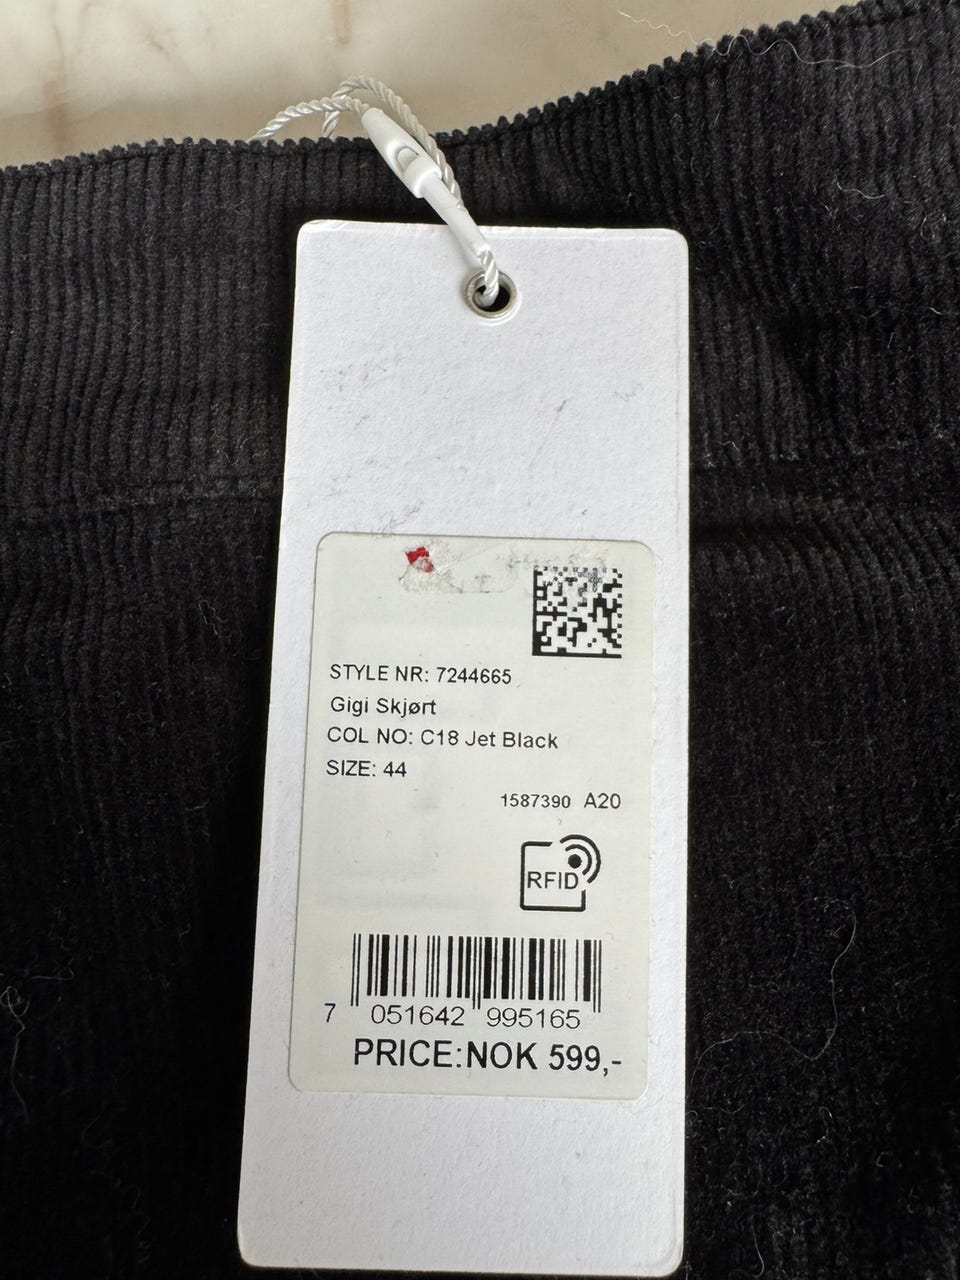 STYLE NR: 7244665
Gigi Skjørt
COL NO: C18 Jet Black
SIZE: 44
1587390 A20
RFID
7 051642 995165
PRICE:NOK 599,-